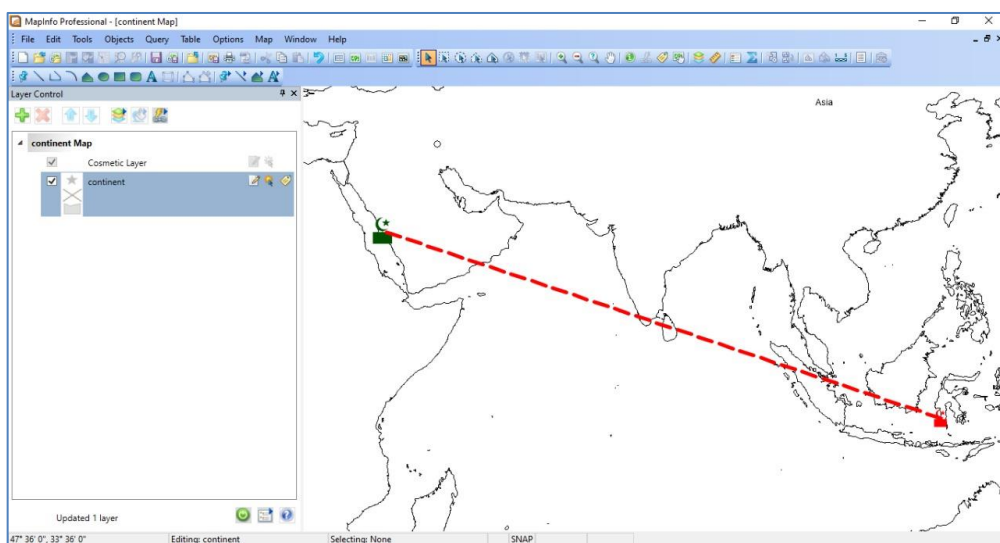 MapInfo Professional - [continent Map]
File Edit Tools Objects Query Table Options Map Window Help
Layer Control
continent Map
Cosmetic Layer
continent
Asia
Updated 1 layer
47° 36' 0", 33° 36' 0" Editing: continent Selecting: None SNAP